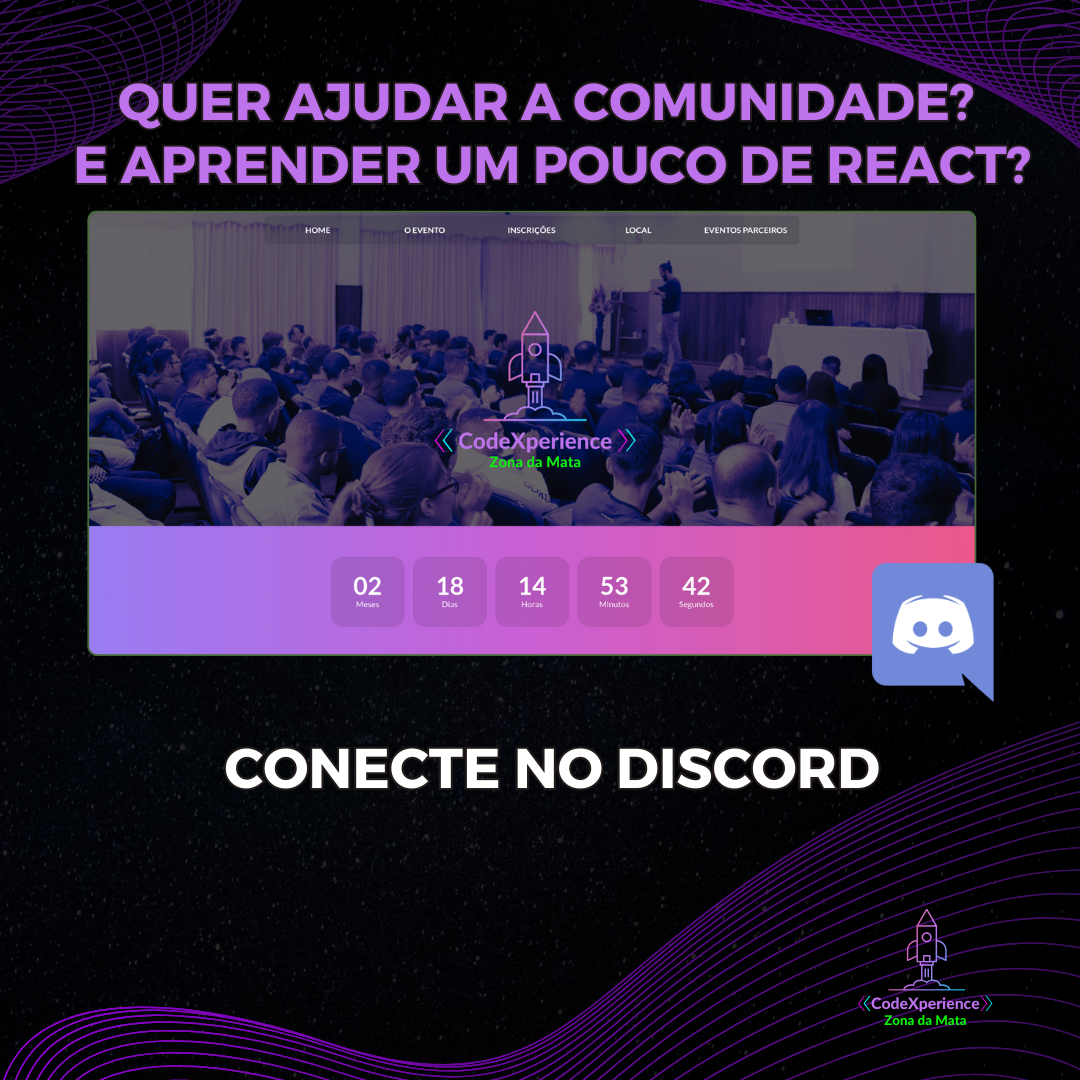 QUER AJUDAR A COMUNIDADE?
E APRENDER UM POUCO DE REACT?
HOME O EVENTO INSCRIÇÕES LOCAL EVENTOS PARCEIROS
CodeXperience
Zona da Mata
02 18 14 53 42
Meses Dias Horas Minutos Segundos
CONECTE NO DISCORD
CodeXperience
Zona da Mata